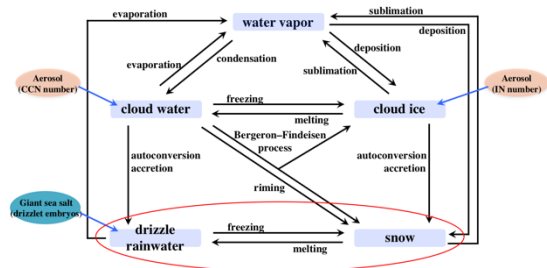 evaporation
sublimation
water vapor
deposition
evaporation
condensation
deposition
sublimation
Aerosol
(CCN number)
Aerosol
(IN number)
cloud water
freezing
melting
cloud ice
Bergeron–Findeisen
process
autoconversion
accretion
autoconversion
accretion
riming
Giant sea salt
(drizzlet embryos)
drizzle
rainwater
freezing
melting
snow